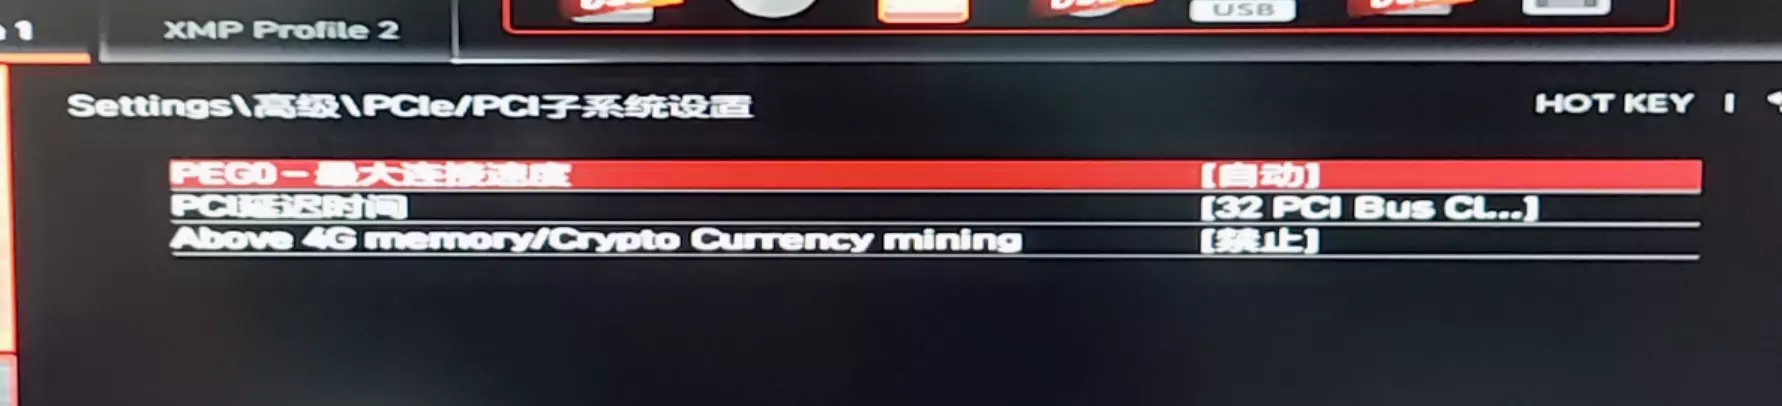 1
XMP Profile 2
USB
Settings\高级\PCIe/PCI子系统设置
HOT KEY |
PEG0 - 最大连接速度 [自动]
PCI延迟时间 [32 PCI Bus Cl...]
Above 4G memory/Crypto Currency mining [禁止]